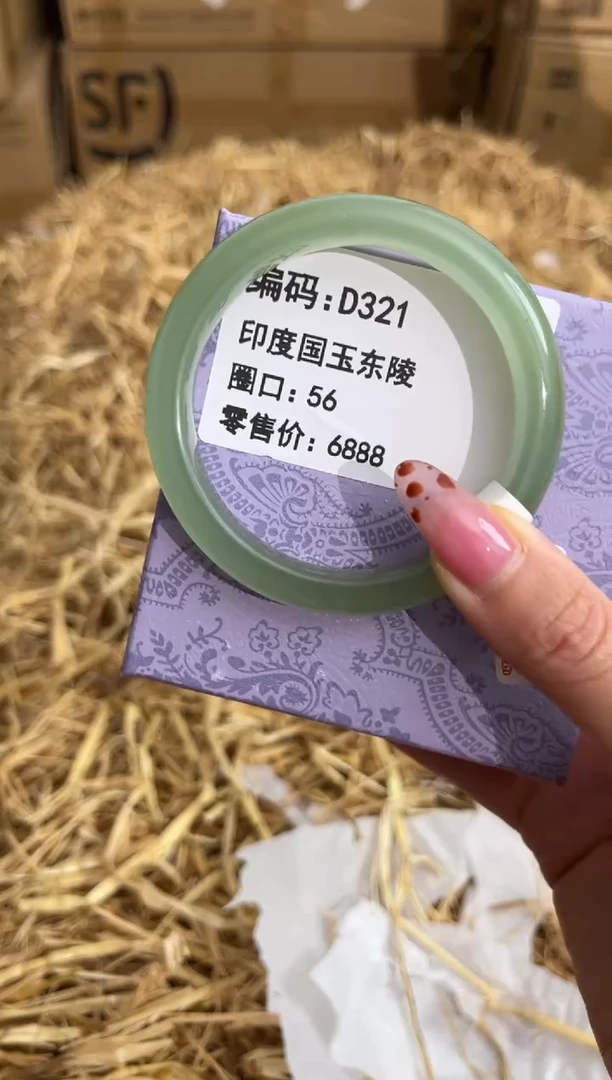 SF
编码:D321
印度国玉东陵
圈口: 56
零售价: 6888